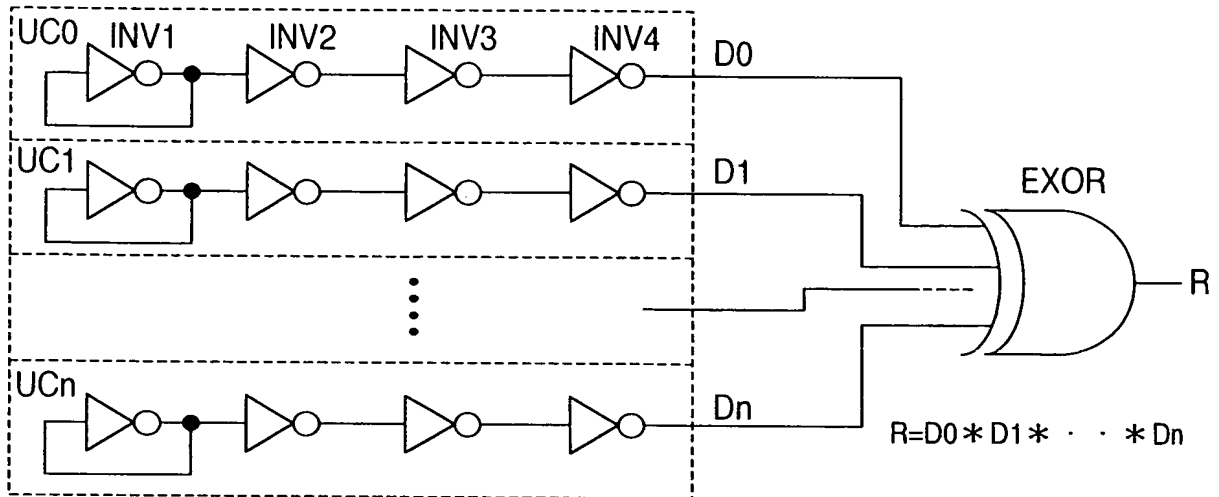 UC0 INV1 INV2 INV3 INV4 D0
UC1 D1
EXOR
R
UCn Dn
R=D0＊D1＊・・・＊Dn